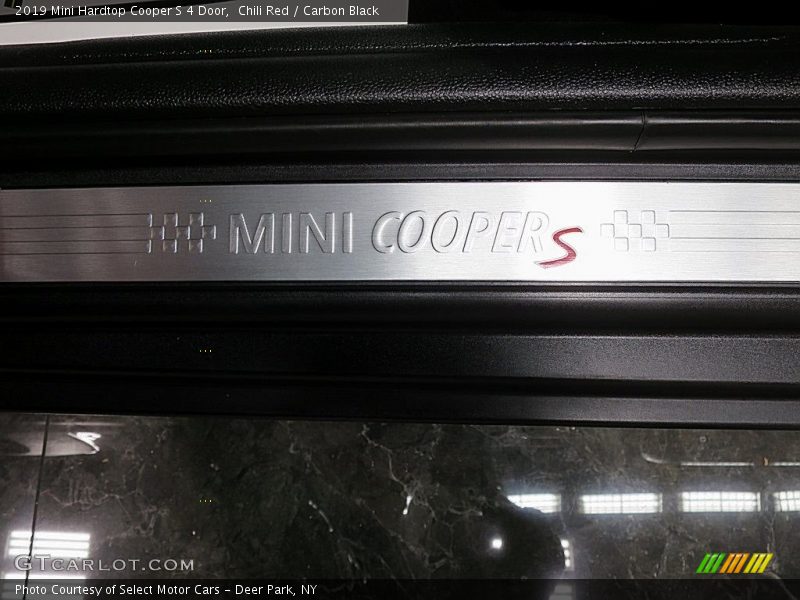 2019 Mini Hardtop Cooper S 4 Door,  Chili Red / Carbon Black
MINI COOPER S
GTCARLOT.COM
Photo Courtesy of Select Motor Cars – Deer Park, NY